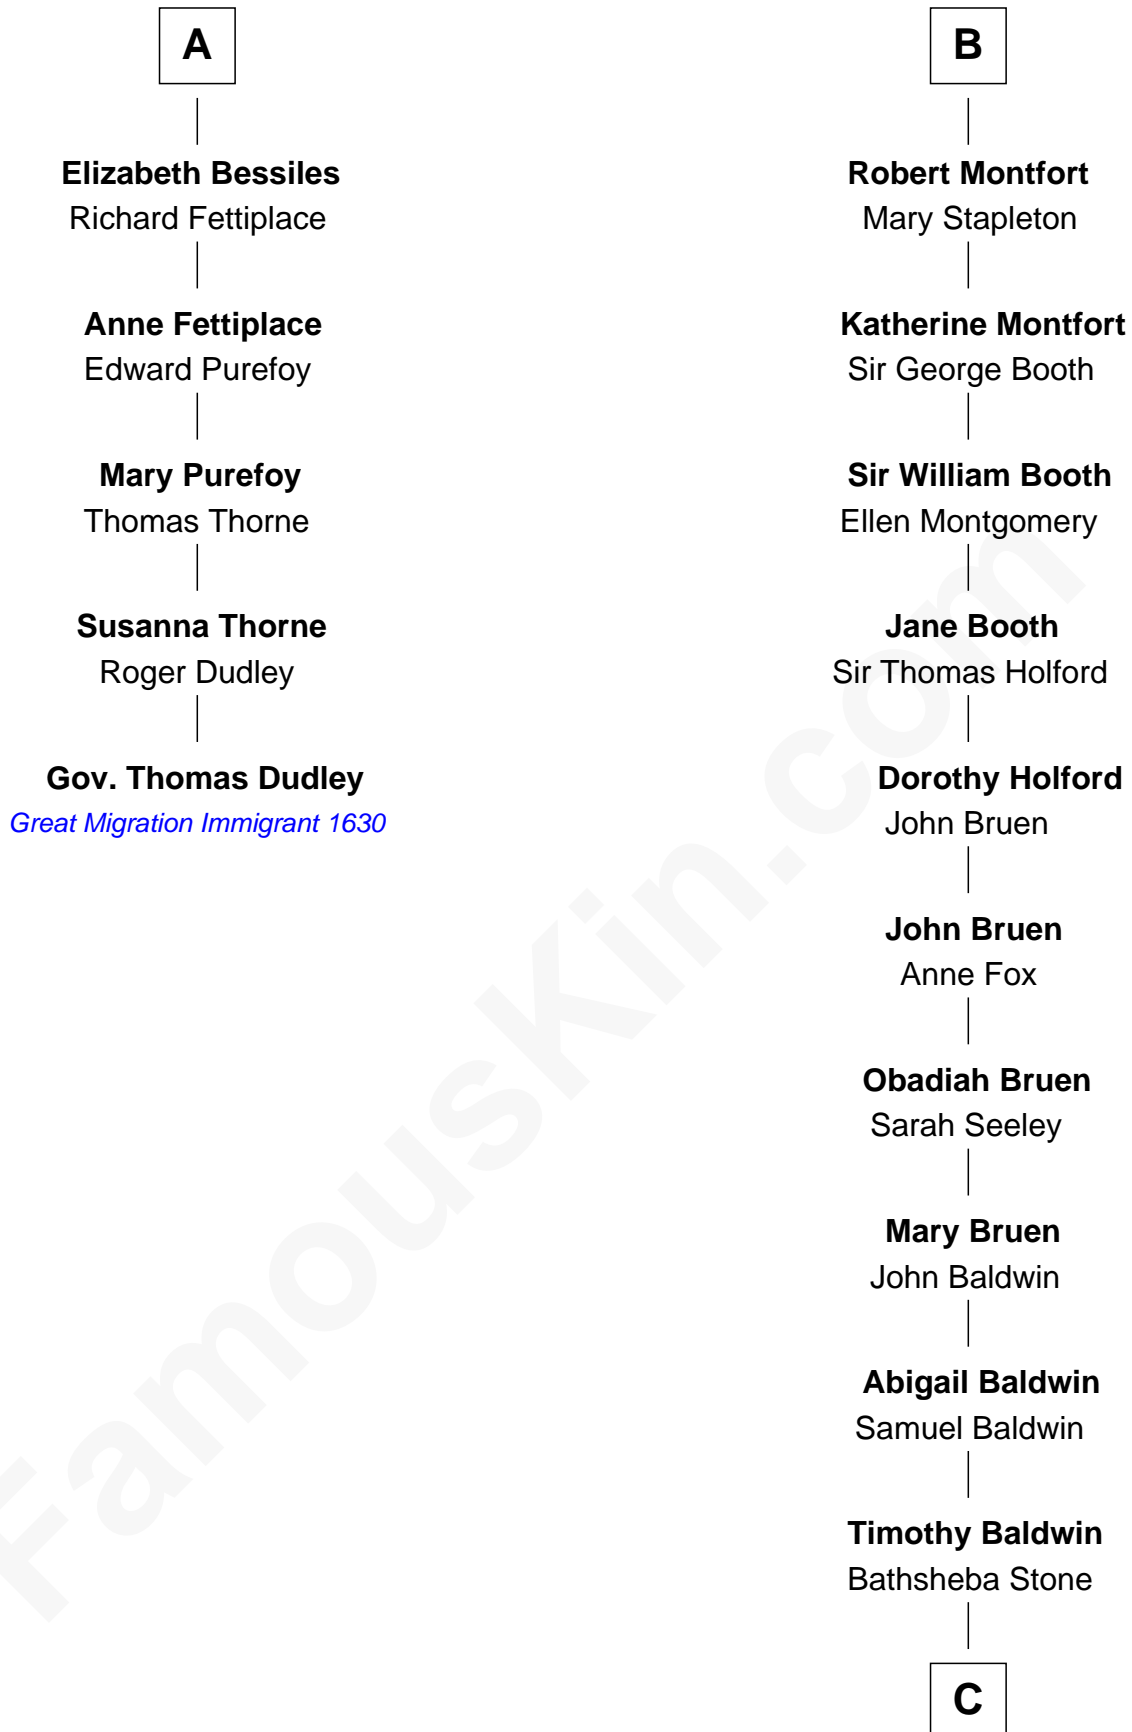 A
Elizabeth Bessiles
Richard Fettiplace
Anne Fettiplace
Edward Purefoy
Mary Purefoy
Thomas Thorne
Susanna Thorne
Roger Dudley
Gov. Thomas Dudley
Great Migration Immigrant 1630
B
Robert Montfort
Mary Stapleton
Katherine Montfort
Sir George Booth
Sir William Booth
Ellen Montgomery
Jane Booth
Sir Thomas Holford
Dorothy Holford
John Bruen
John Bruen
Anne Fox
Obadiah Bruen
Sarah Seeley
Mary Bruen
John Baldwin
Abigail Baldwin
Samuel Baldwin
Timothy Baldwin
Bathsheba Stone
C
FamousKin.com